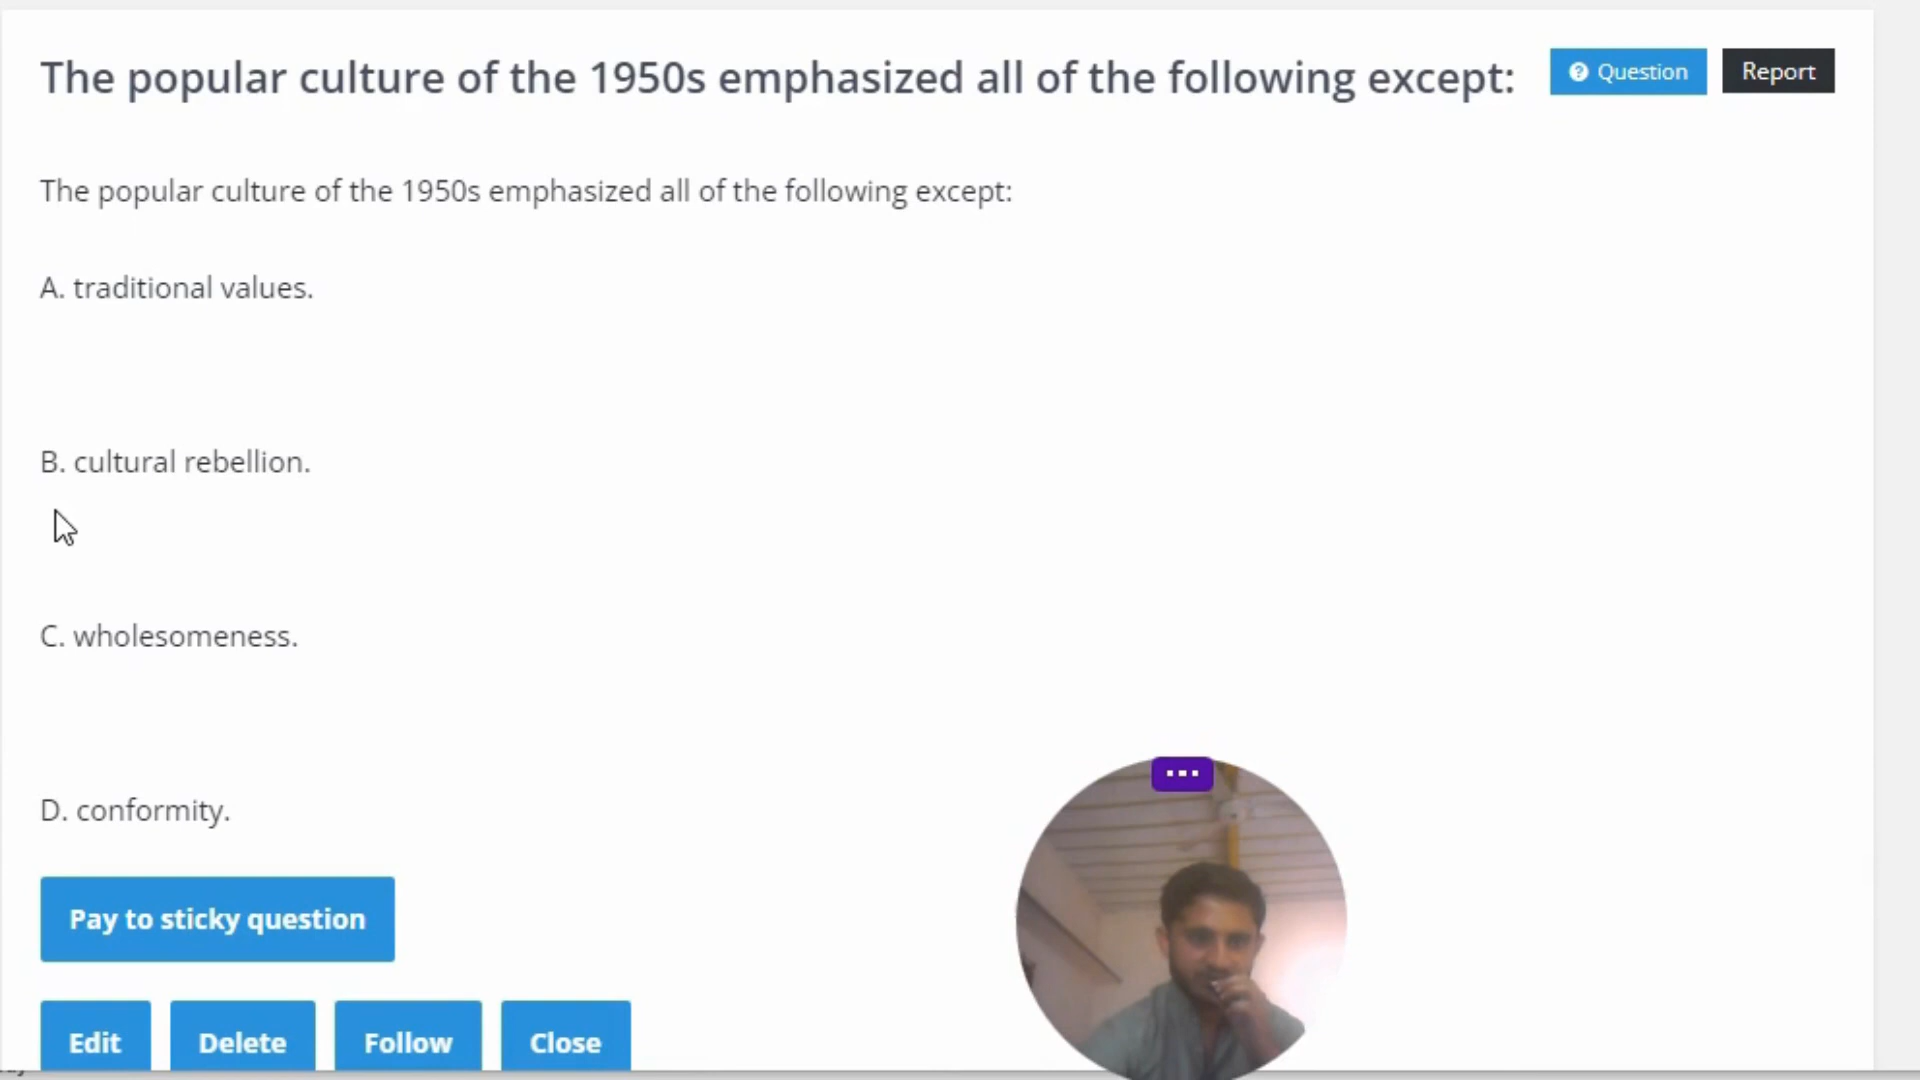 The popular culture of the 1950s emphasized all of the following except:
Question
Report
The popular culture of the 1950s emphasized all of the following except:
A. traditional values.
B. cultural rebellion.
C. wholesomeness.
D. conformity.
Pay to sticky question
Edit
Delete
Follow
Close